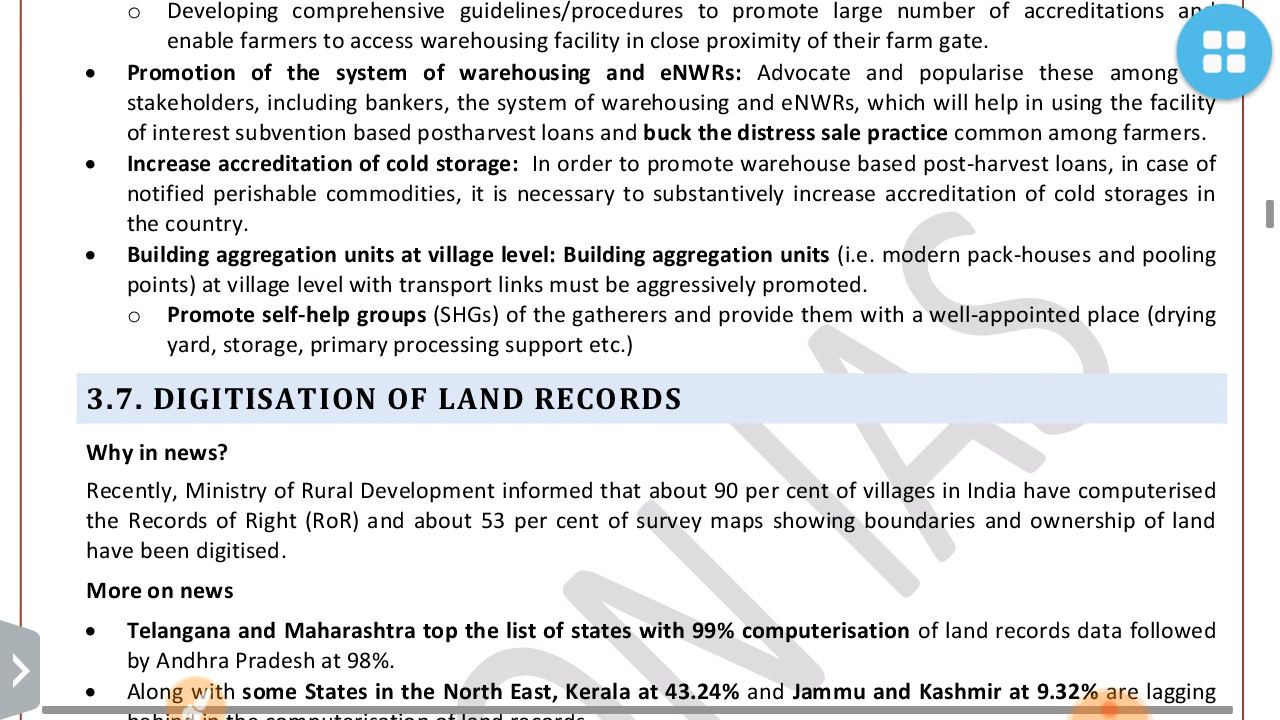 o Developing comprehensive guidelines/procedures to promote large number of accreditations and
enable farmers to access warehousing facility in close proximity of their farm gate.
• Promotion of the system of warehousing and eNWRs: Advocate and popularise these among
stakeholders, including bankers, the system of warehousing and eNWRs, which will help in using the facility
of interest subvention based postharvest loans and buck the distress sale practice common among farmers.
• Increase accreditation of cold storage: In order to promote warehouse based post-harvest loans, in case of
notified perishable commodities, it is necessary to substantively increase accreditation of cold storages in
the country.
• Building aggregation units at village level: Building aggregation units (i.e. modern pack-houses and pooling
points) at village level with transport links must be aggressively promoted.
o Promote self-help groups (SHGs) of the gatherers and provide them with a well-appointed place (drying
yard, storage, primary processing support etc.)
3.7. DIGITISATION OF LAND RECORDS
Why in news?
Recently, Ministry of Rural Development informed that about 90 per cent of villages in India have computerised
the Records of Right (RoR) and about 53 per cent of survey maps showing boundaries and ownership of land
have been digitised.
More on news
• Telangana and Maharashtra top the list of states with 99% computerisation of land records data followed
by Andhra Pradesh at 98%.
• Along with some States in the North East, Kerala at 43.24% and Jammu and Kashmir at 9.32% are lagging
behind in the computerisation of land records.
ON IAS